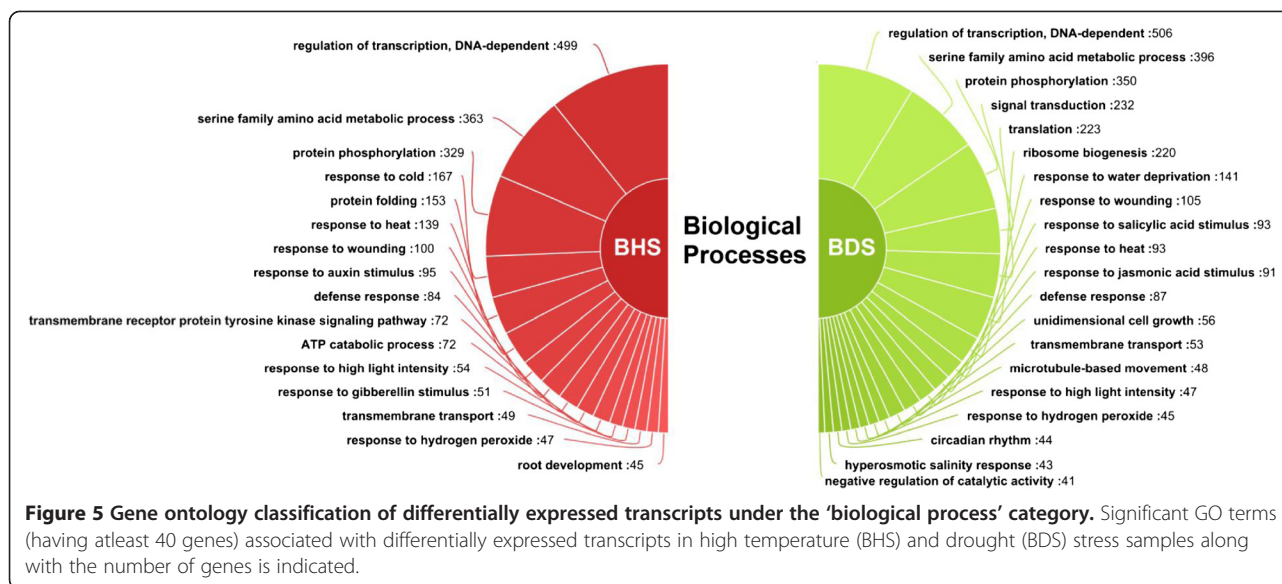 regulation of transcription, DNA-dependent :499
serine family amino acid metabolic process :363
protein phosphorylation :329
response to cold :167
protein folding :153
response to heat :139
response to wounding :100
response to auxin stimulus :95
defense response :84
transmembrane receptor protein tyrosine kinase signaling pathway :72
ATP catabolic process :72
response to high light intensity :54
response to gibberellin stimulus :51
transmembrane transport :49
response to hydrogen peroxide :47
root development :45
BHS
Biological
Processes
BDS
regulation of transcription, DNA-dependent :506
serine family amino acid metabolic process :396
protein phosphorylation :350
signal transduction :232
translation :223
ribosome biogenesis :220
response to water deprivation :141
response to wounding :105
response to salicylic acid stimulus :93
response to heat :93
response to jasmonic acid stimulus :91
defense response :87
unidimensional cell growth :56
transmembrane transport :53
microtubule-based movement :48
response to high light intensity :47
response to hydrogen peroxide :45
circadian rhythm :44
hyperosmotic salinity response :43
negative regulation of catalytic activity :41
Figure 5 Gene ontology classification of differentially expressed transcripts under the ‘biological process’ category. Significant GO terms
(having atleast 40 genes) associated with differentially expressed transcripts in high temperature (BHS) and drought (BDS) stress samples along
with the number of genes is indicated.